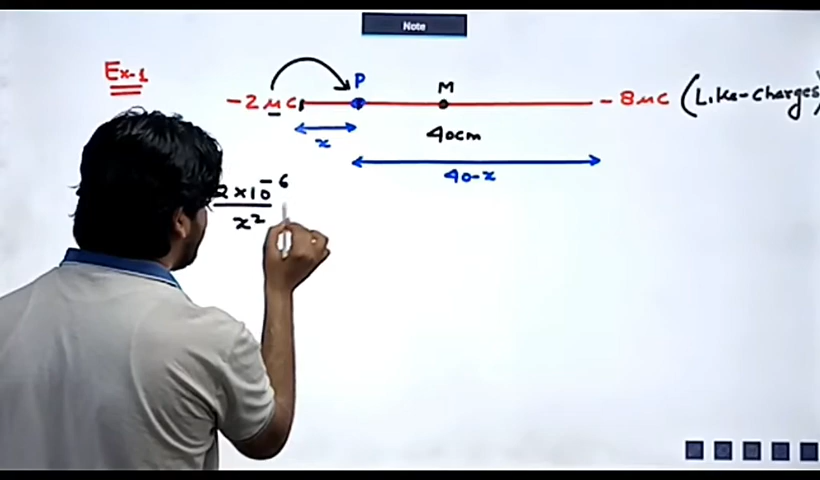 Note
Ex-1
P
M
-2μC
-8μC (Like-charges)
x
40cm
40-x
2×10⁻⁶
x²